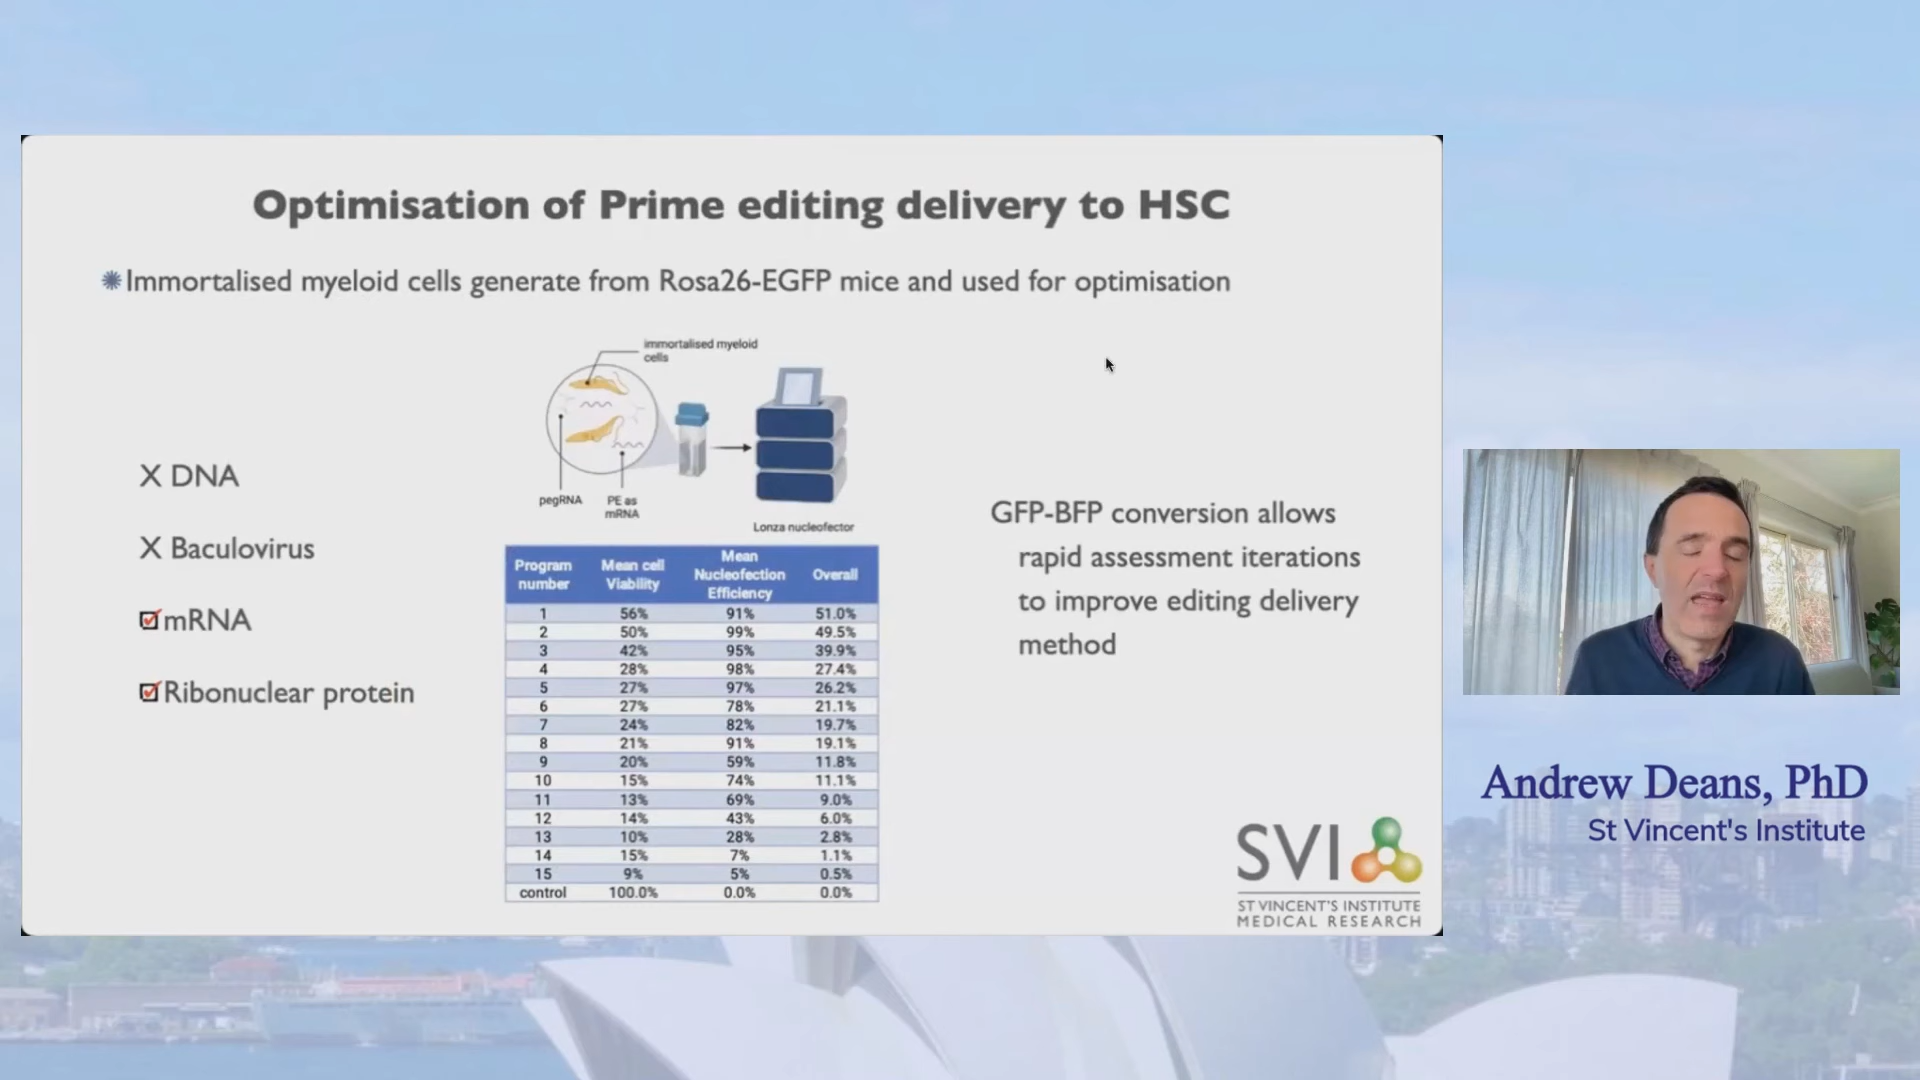 Optimisation of Prime editing delivery to HSC
Immortalised myeloid cells generate from Rosa26-EGFP mice and used for optimisation
immortalised myeloid
cells
pegRNA
PE as
mRNA
Lonza nucleofector
X DNA
X Baculovirus
mRNA
Ribonuclear protein
Program number Mean cell Viability Mean Nucleofection Efficiency Overall
1 56% 91% 51.0%
2 50% 99% 49.5%
3 42% 95% 39.9%
4 28% 98% 27.4%
5 27% 97% 26.2%
6 27% 78% 21.1%
7 24% 82% 19.7%
8 21% 91% 19.1%
9 20% 59% 11.8%
10 15% 74% 11.1%
11 13% 69% 9.0%
12 14% 43% 6.0%
13 10% 28% 2.8%
14 15% 7% 1.1%
15 9% 5% 0.5%
control 100.0% 0.0% 0.0%
GFP-BFP conversion allows
rapid assessment iterations
to improve editing delivery
method
SVI
ST VINCENT'S INSTITUTE
MEDICAL RESEARCH
Andrew Deans, PhD
St Vincent's Institute